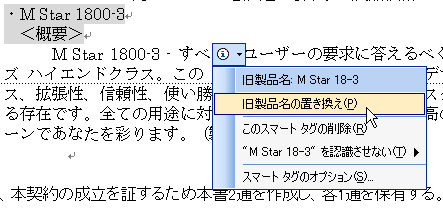 ・M Star 1800-3
<概要>
M Star 1800-3 - すべ ユーザーの要求に答えるべく
ズ ハイエンドクラス。この デー
旧製品名: M Star 18-3
ス、拡張性、信頼性、使い勝
旧製品名の置き換え(P)
る存在です。全ての用途に対
このスマート タグの削除(R)
ーンであなたを彩ります。
"M Star 18-3" を認識させない(T)
スマート タグのオプション(S)...
、本契約の成立を証するため本書2通を作成し、各1通を保有する。